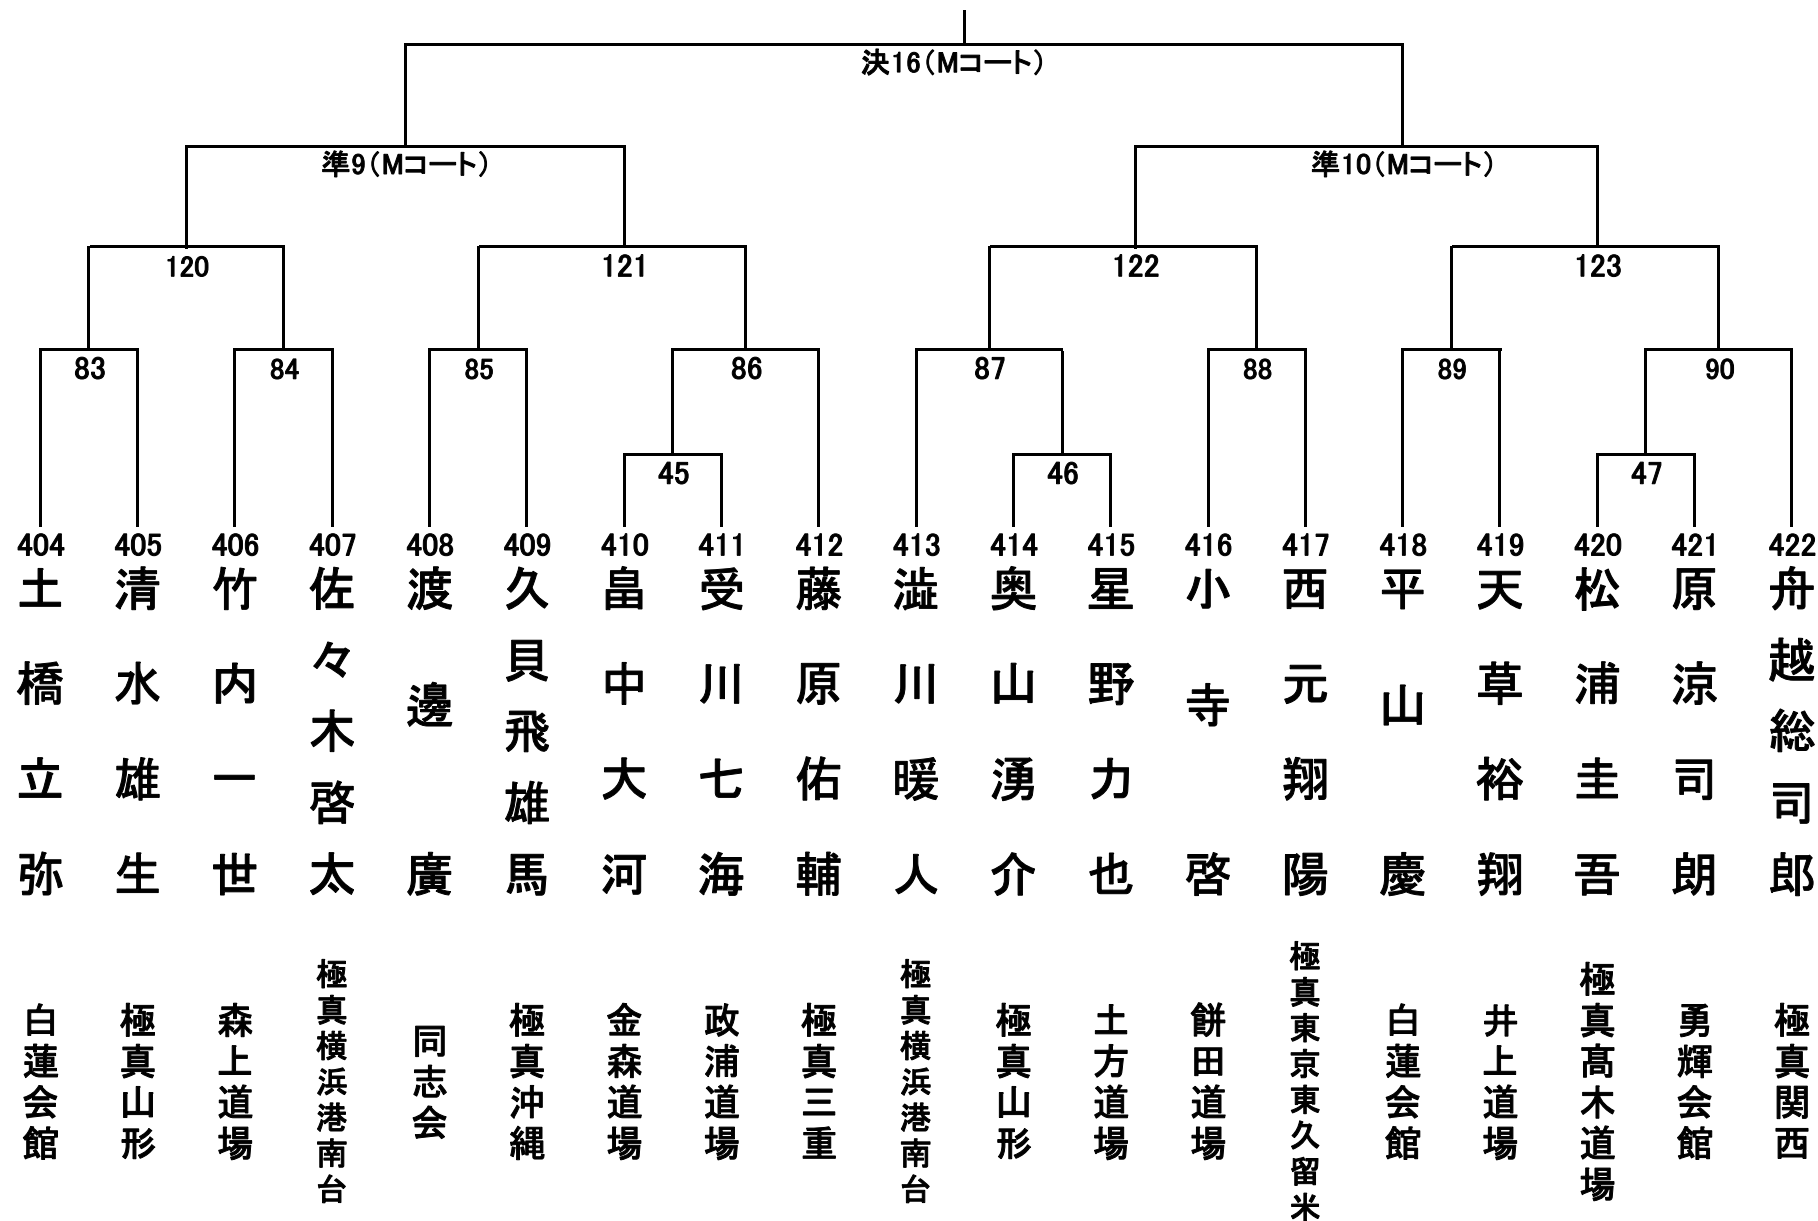 決16(Mコート)
準9(Mコート)
準10(Mコート)
120
121
122
123
83
84
85
86
87
88
89
90
45
46
47
404
土橋立弥
白蓮会館
405
清水雄生
極真山形
406
竹内一世
森上道場
407
佐々木啓太
極真横浜港南台
408
渡邊廣
同志会
409
久貝飛雄馬
極真沖縄
410
畠中大河
金森道場
411
受川七海
政浦道場
412
藤原佑輔
極真三重
413
澁川暖人
極真横浜港南台
414
奥山湧介
極真山形
415
星野力也
土方道場
416
小寺啓
餅田道場
417
西元翔陽
極真東京東久留米
418
平山慶
白蓮会館
419
天草裕翔
井上道場
420
松浦圭吾
極真髙木道場
421
原涼司朗
勇輝会館
422
舟越総司郎
極真関西